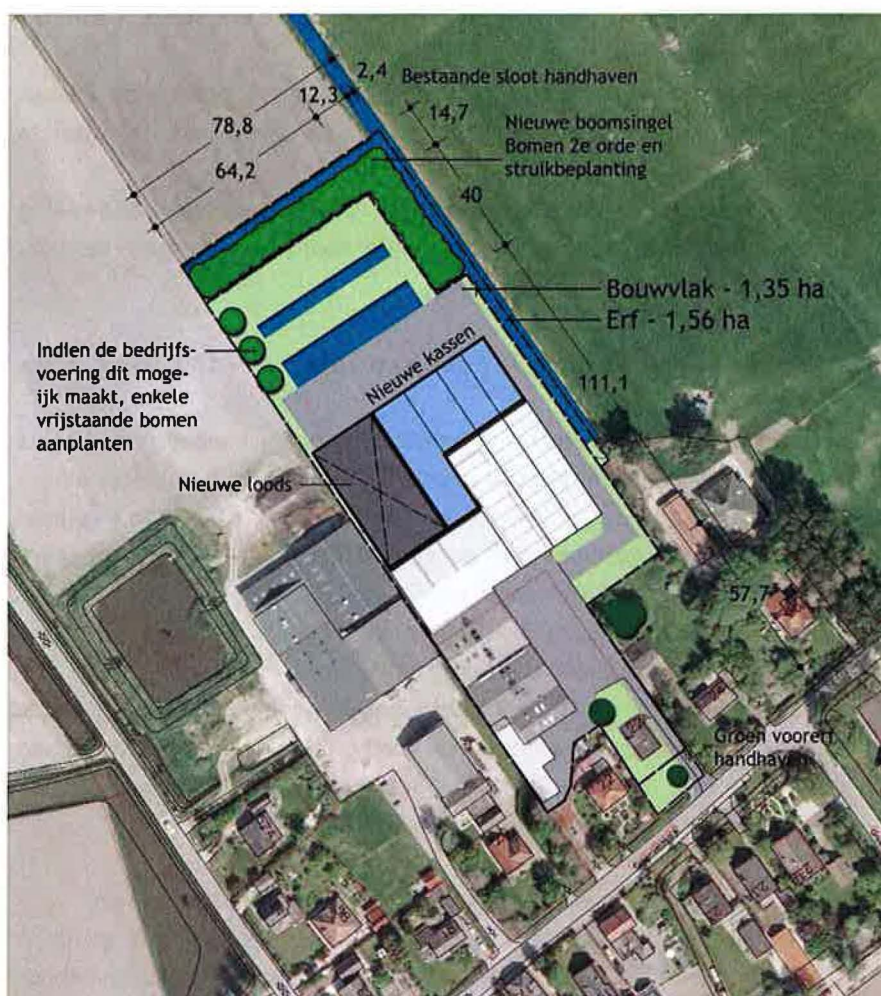 2,4
Bestaande sloot handhaven
12,3
14,7
78,8
Nieuwe boomsingel
Bomen 2e orde en
struikbeplanting
64,2
40
Bouwvlak - 1,35 ha
Erf - 1,56 ha
Indien de bedrijfs-
voering dit moge-
ijk maakt, enkele
vrijstaande bomen
aanplanten
Nieuwe kassen
111,1
Nieuwe loods
57,7
Groen voorerf
handhaven